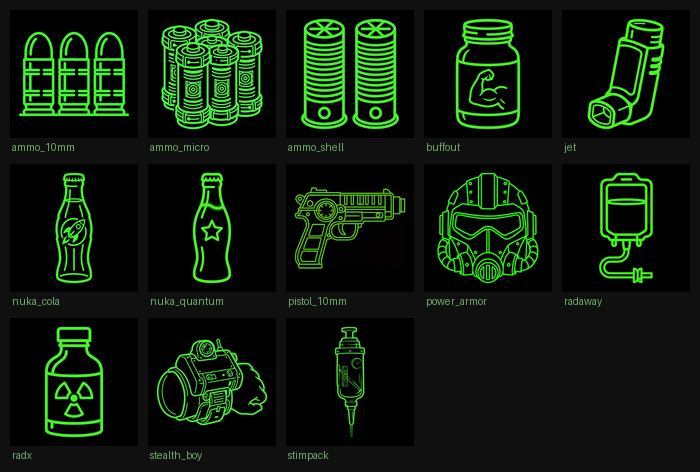 ammo_10mm
ammo_micro
ammo_shell
buffout
jet
nuka_cola
nuka_quantum
pistol_10mm
power_armor
radaway
radx
stealth_boy
stimpack